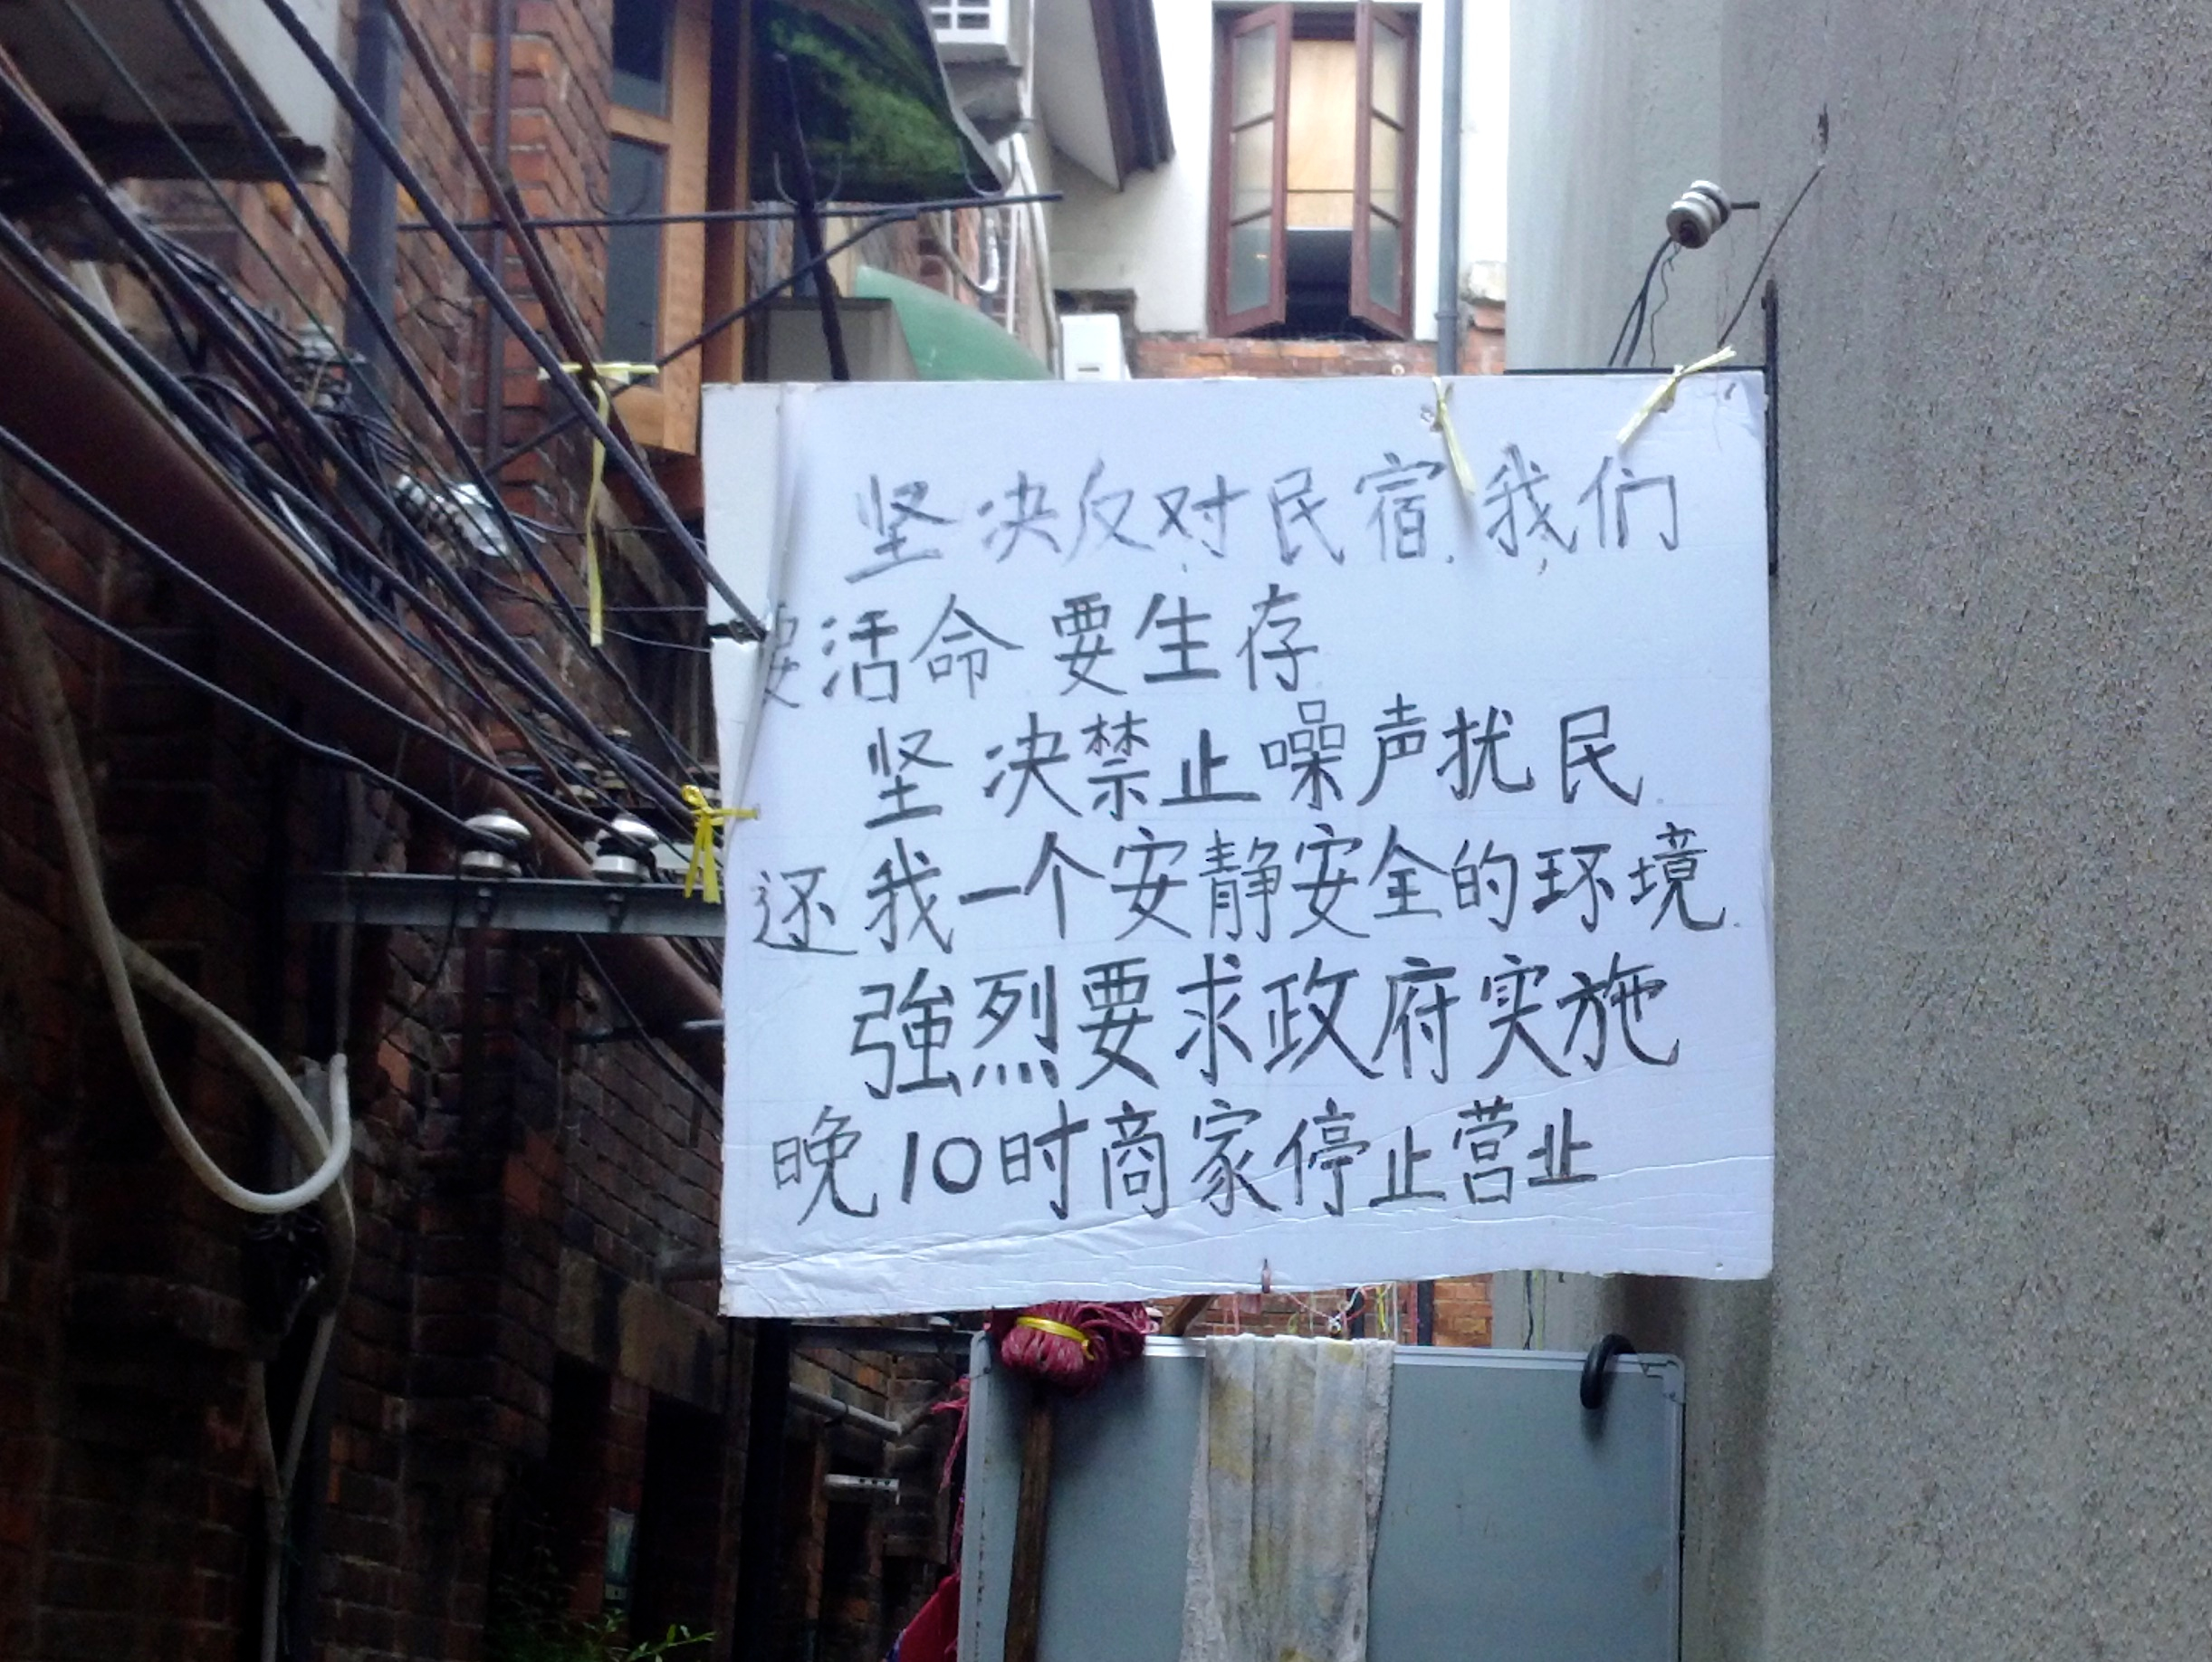 坚决反对民宿.我们
要活命 要生存.
坚决禁止噪声扰民.
还我一个安静安全的环境.
強烈要求政府实施
晚10时商家停止营业